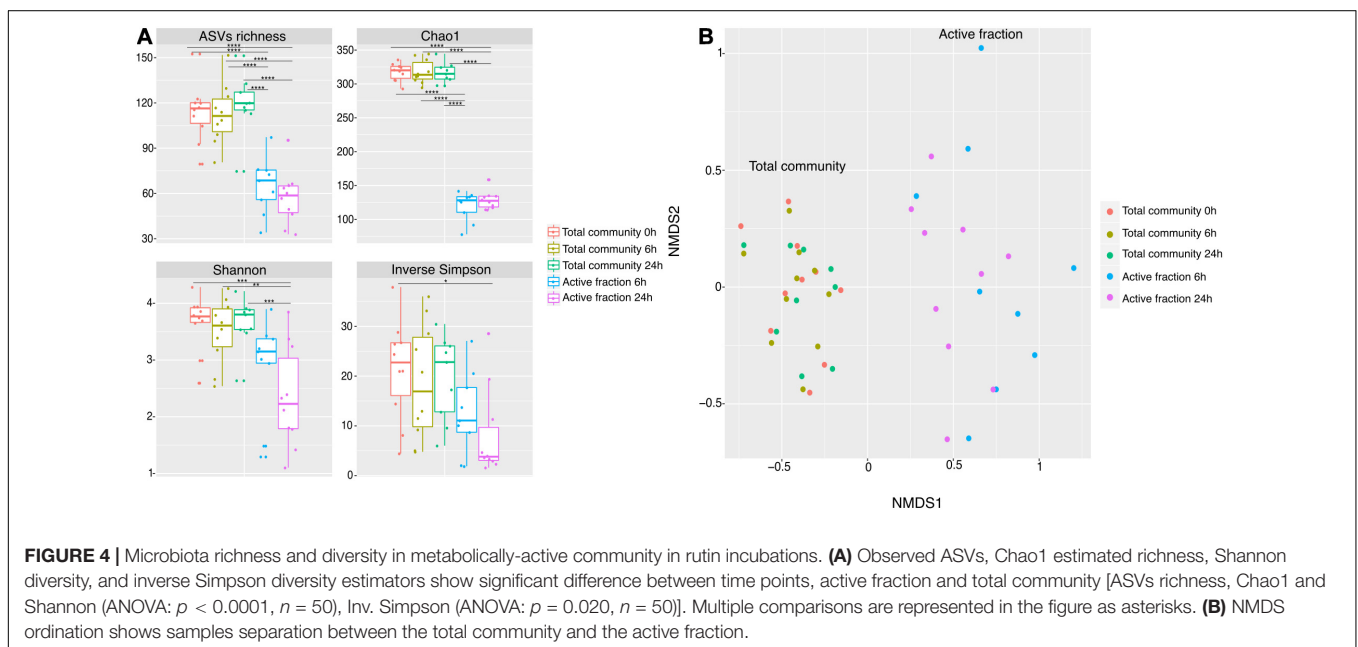 A
ASVs richness
Chao1
****
****
****
****
****
****
150
120
90
60
30
****
****
****
****
****
****
350
300
250
200
150
100
Shannon
Inverse Simpson
***
**
***
4
3
2
1
*
30
20
10
0
Total community 0h
Total community 6h
Total community 24h
Active fraction 6h
Active fraction 24h
B
Active fraction
Total community
1
0.5
0
−0.5
NMDS2
−0.5
0
0.5
1
NMDS1
Total community 0h
Total community 6h
Total community 24h
Active fraction 6h
Active fraction 24h
FIGURE 4 | Microbiota richness and diversity in metabolically-active community in rutin incubations. (A) Observed ASVs, Chao1 estimated richness, Shannon
diversity, and inverse Simpson diversity estimators show significant difference between time points, active fraction and total community [ASVs richness, Chao1 and
Shannon (ANOVA: p < 0.0001, n = 50), Inv. Simpson (ANOVA: p = 0.020, n = 50)]. Multiple comparisons are represented in the figure as asterisks. (B) NMDS
ordination shows samples separation between the total community and the active fraction.